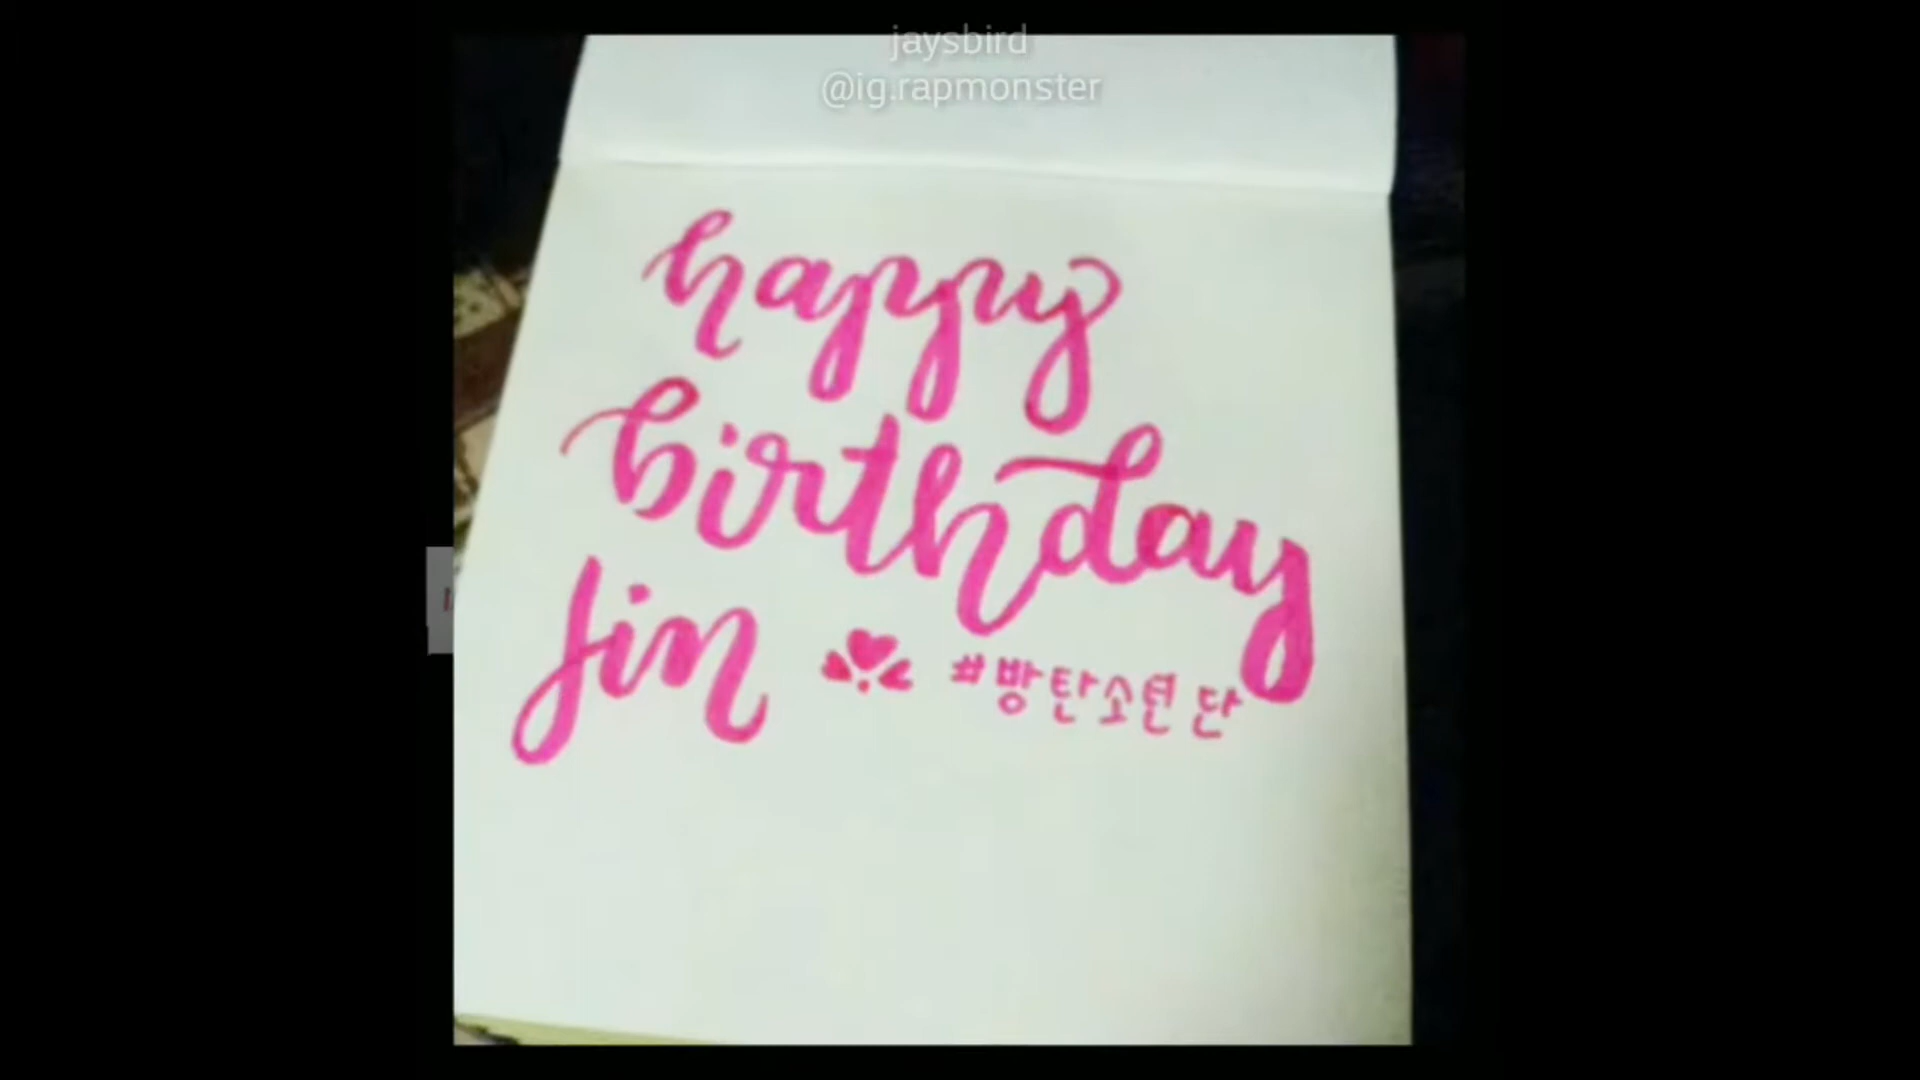 jaysbird
@ig.rapmonster
happy
birthday
Jin #방탄소년단